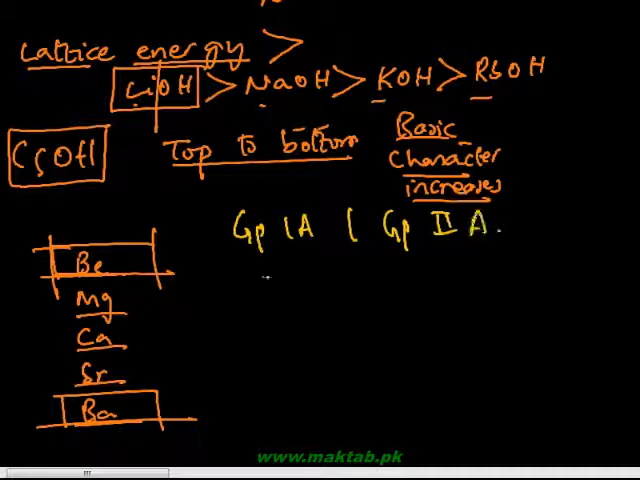 Lattice energy >
LiOH > NaOH > KOH > RbOH
CsOH Top to bottom Basic
character
increases
Gp IA ( Gp II A.
Be
Mg
Ca
Sr
Ba
www.maktab.pk